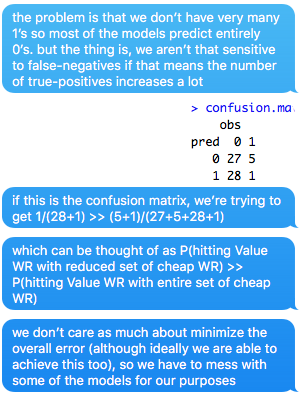 the problem is that we don't have very many
1's so most of the models predict entirely
0's. but the thing is, we aren't that sensitive
to false-negatives if that means the number
of true-positives increases a lot
> confusion.ma
obs
pred 0 1
0 27 5
1 28 1
if this is the confusion matrix, we're trying to
get 1/(28+1) >> (5+1)/(27+5+28+1)
which can be thought of as P(hitting Value
WR with reduced set of cheap WR) >>
P(hitting Value WR with entire set of cheap
WR)
we don't care as much about minimize the
overall error (although ideally we are able to
achieve this too), so we have to mess with
some of the models for our purposes